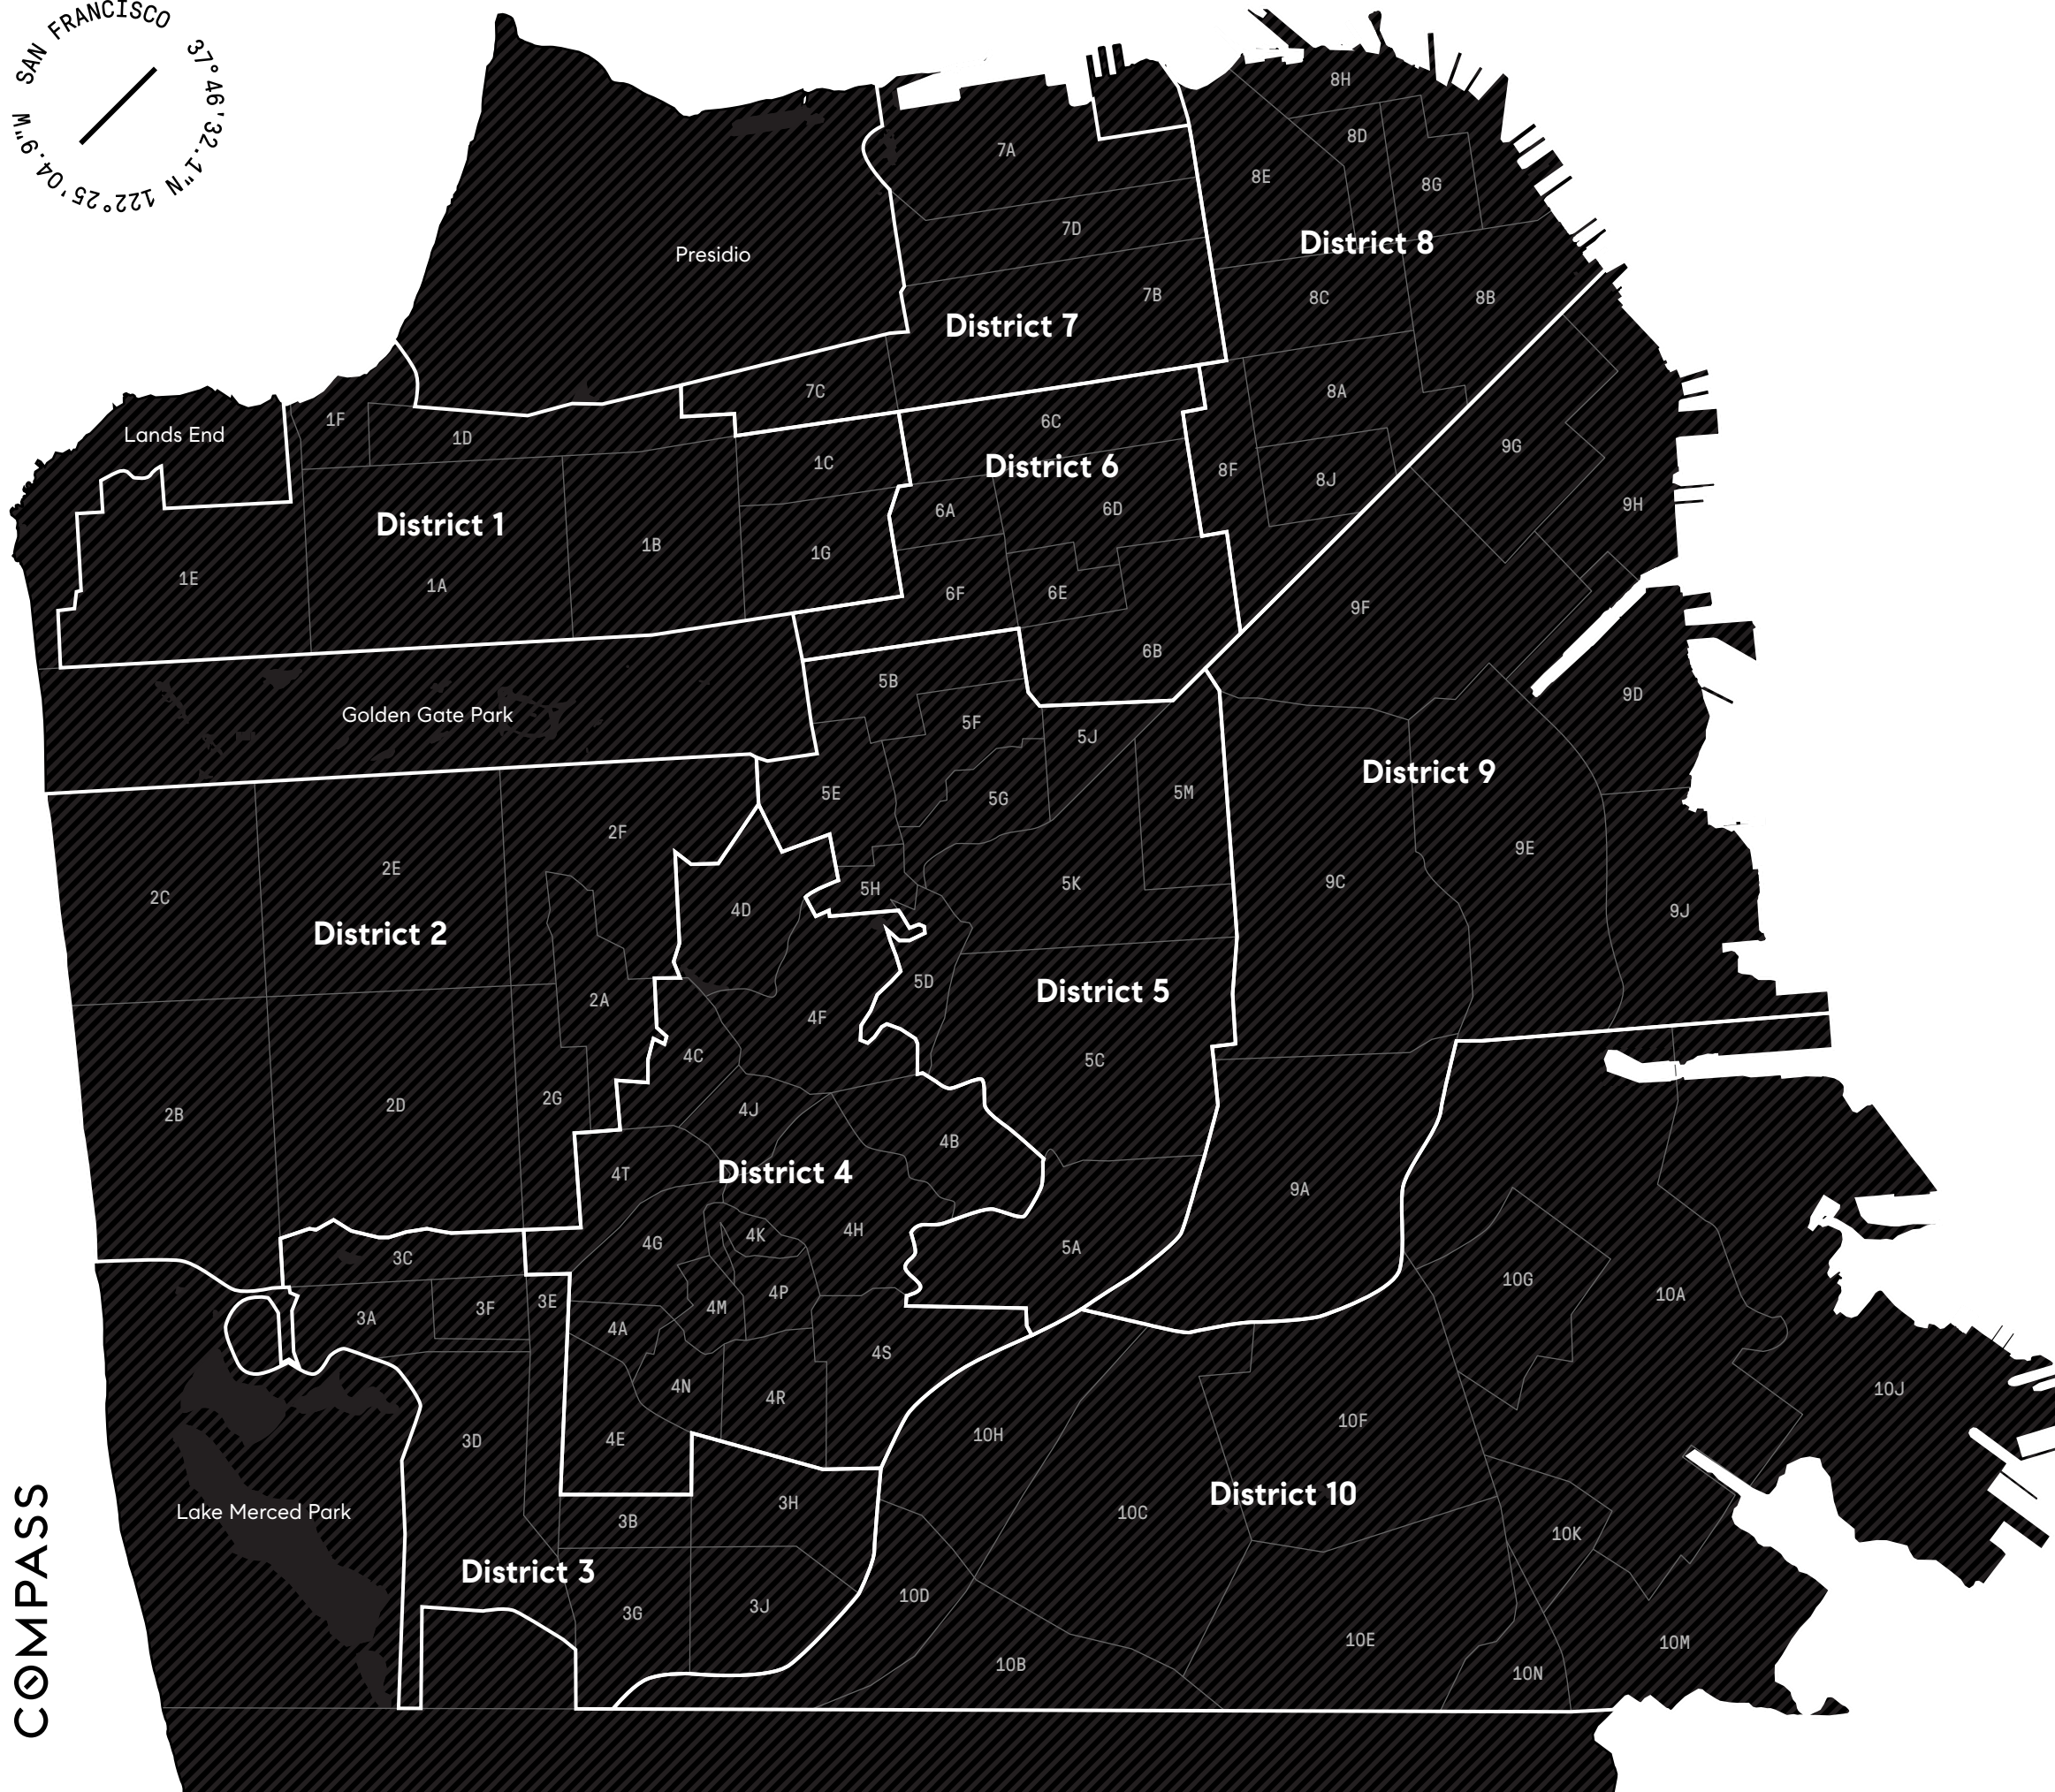 SAN FRANCISCO 37°46'32.1"N 122°25'04.9"W
8H
8D
7A
8E
8G
7D
District 8
Presidio
7B
8C
8B
District 7
7C
8A
1F
6C
Lands End
1D
9G
1C
District 6
8F
8J
6A
6D
9H
District 1
1B
1G
1E
1A
6F
6E
9F
6B
5B
9D
Golden Gate Park
5F
5J
District 9
5E
5G
5M
2F
9E
2E
5H
5K
9C
2C
4D
9J
District 2
5D
District 5
2A
4F
4C
5C
2G
2D
4J
2B
4B
4T
District 4
9A
4K
4H
4G
5A
3C
10G
4P
10A
3E
3F
4M
3A
4A
4S
10J
4N
4R
10F
10H
4E
3D
District 10
3H
Lake Merced Park
10C
3B
10K
District 3
10D
3J
3G
10E
10M
10B
10N
COMPASS